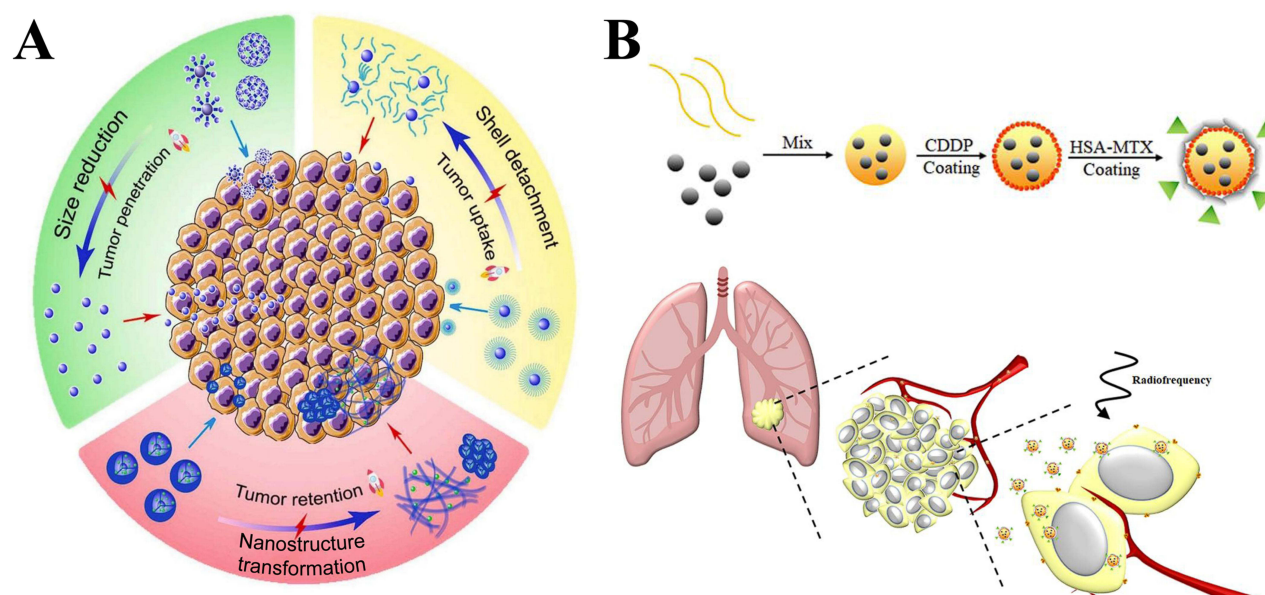 A
Size reduction
Tumor penetration
Shell detachment
Tumor uptake
Tumor retention
Nanostructure
transformation
B
Mix
CDDP
Coating
HSA-MTX
Coating
Radiofrequency